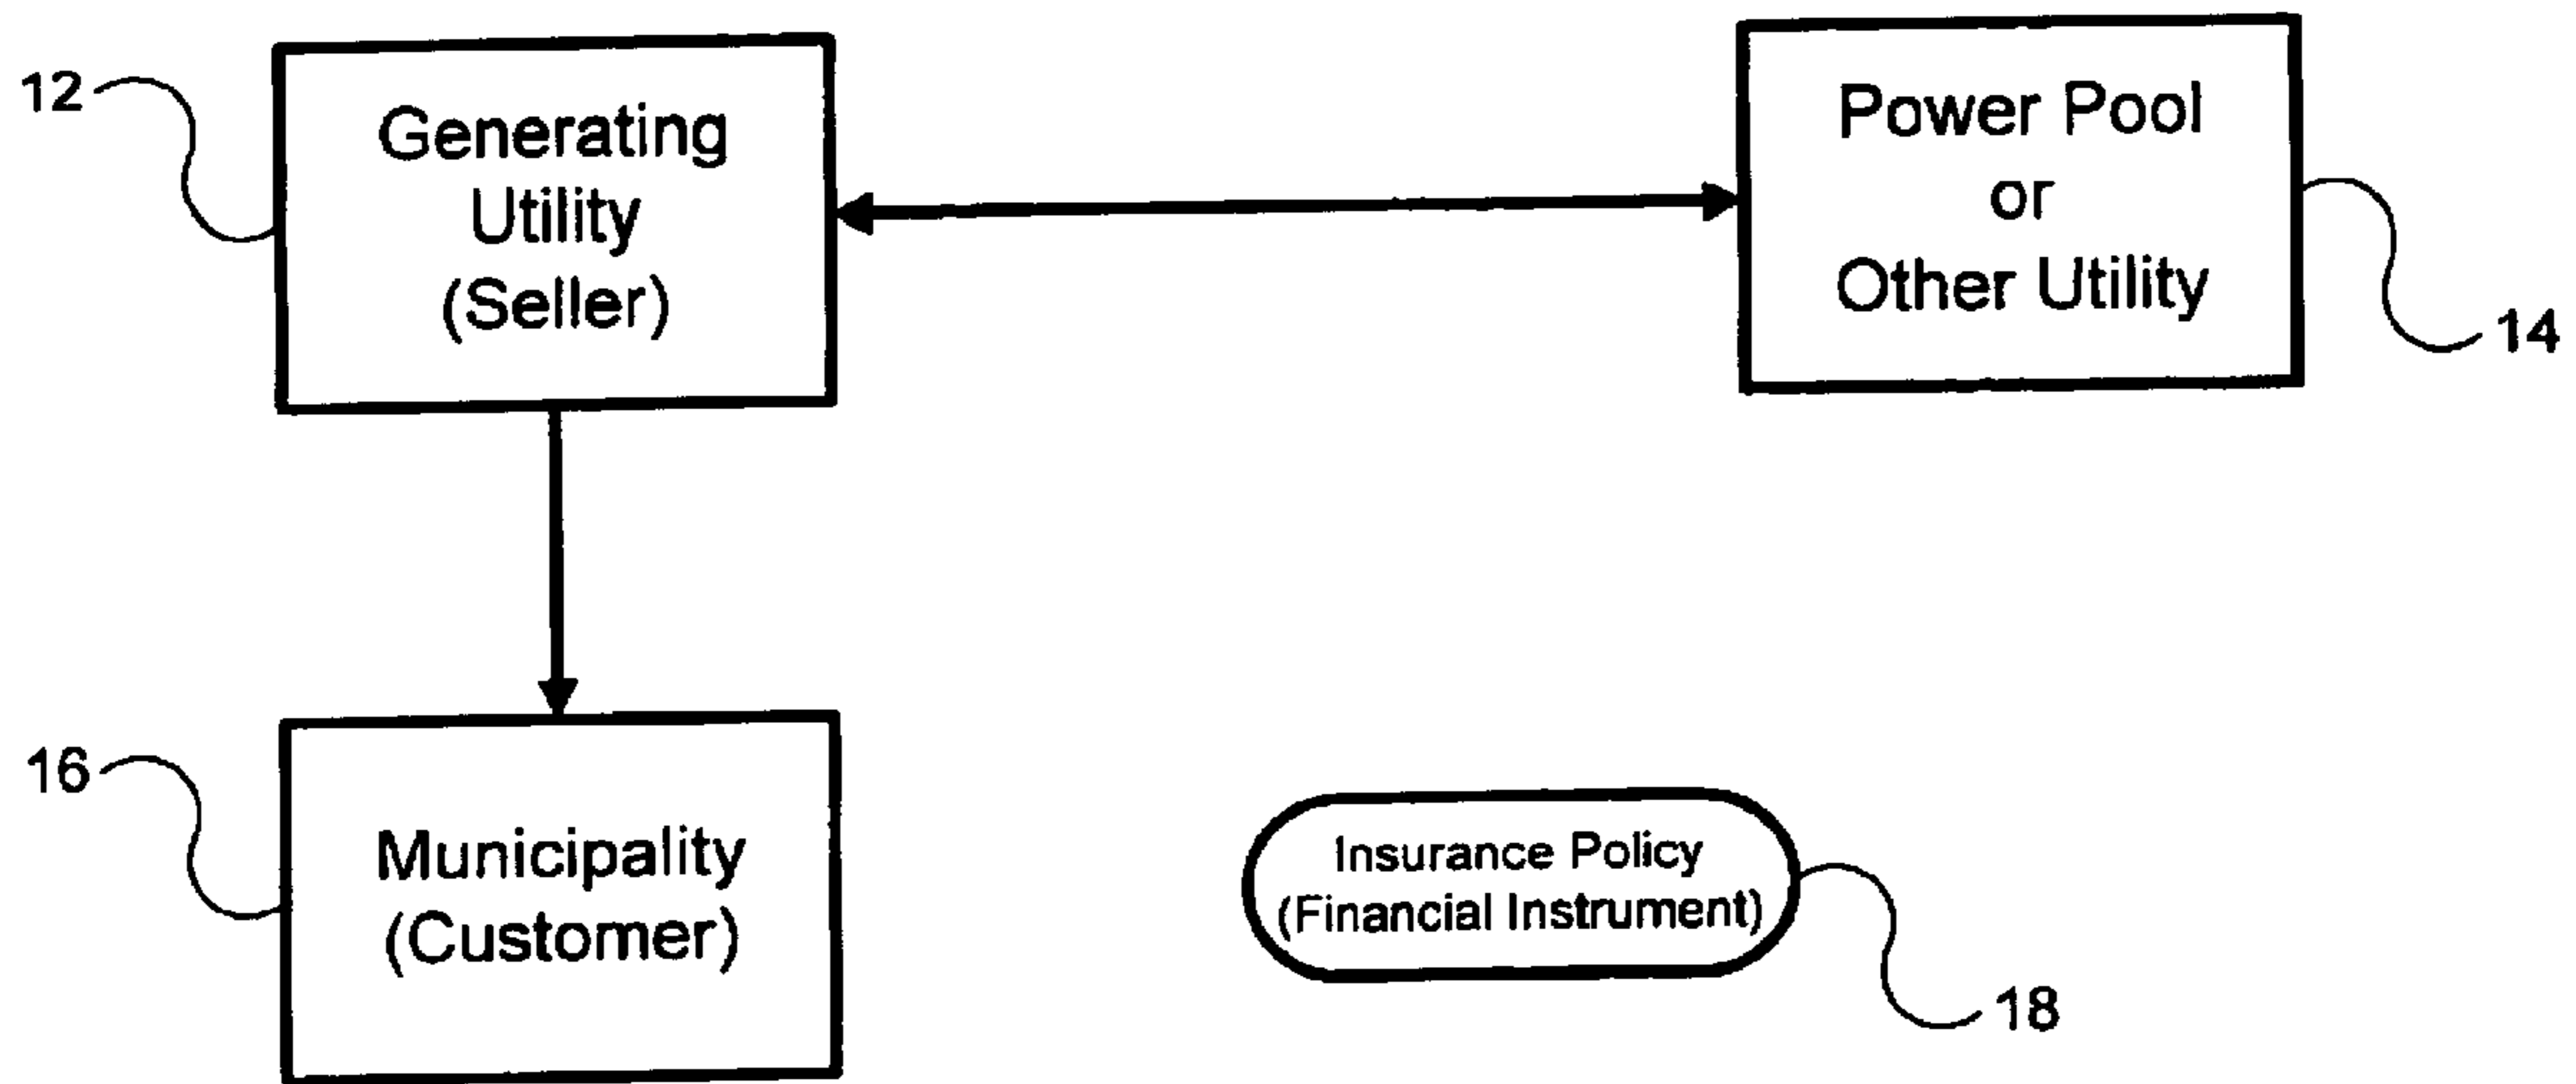 12
Generating
Utility
(Seller)
Power Pool
or
Other Utility
14
16
Municipality
(Customer)
Insurance Policy
(Financial Instrument)
18